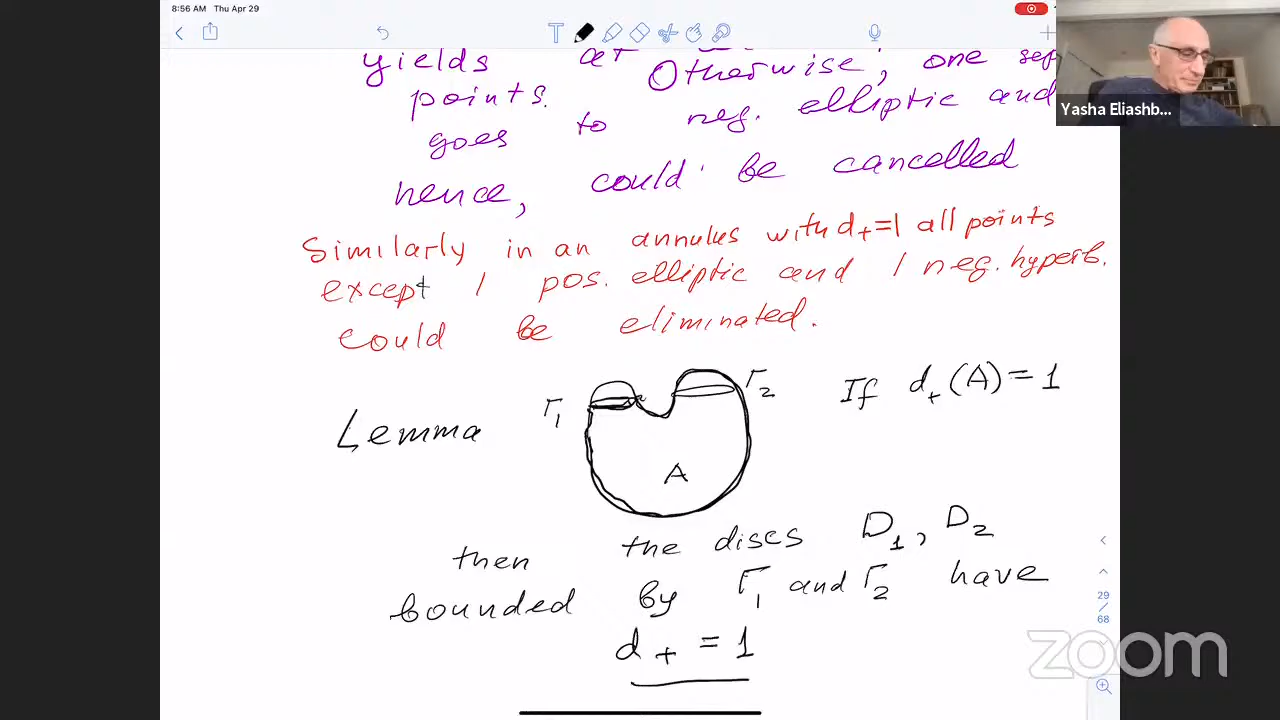 8:56 AM Thu Apr 29
yields at
points. Otherwise, one sep
goes to neg. elliptic and
hence, could be cancelled
Similarly in an annulus with d+=1 all points
except 1 pos. elliptic and 1 neg. hyperb.
could be eliminated.
Lemma Γ1 Γ2 A If d+(A)=1
then the discs D1, D2
bounded by Γ1 and Γ2 have
d+ = 1
Yasha Eliashb...
29
/
68
zoom